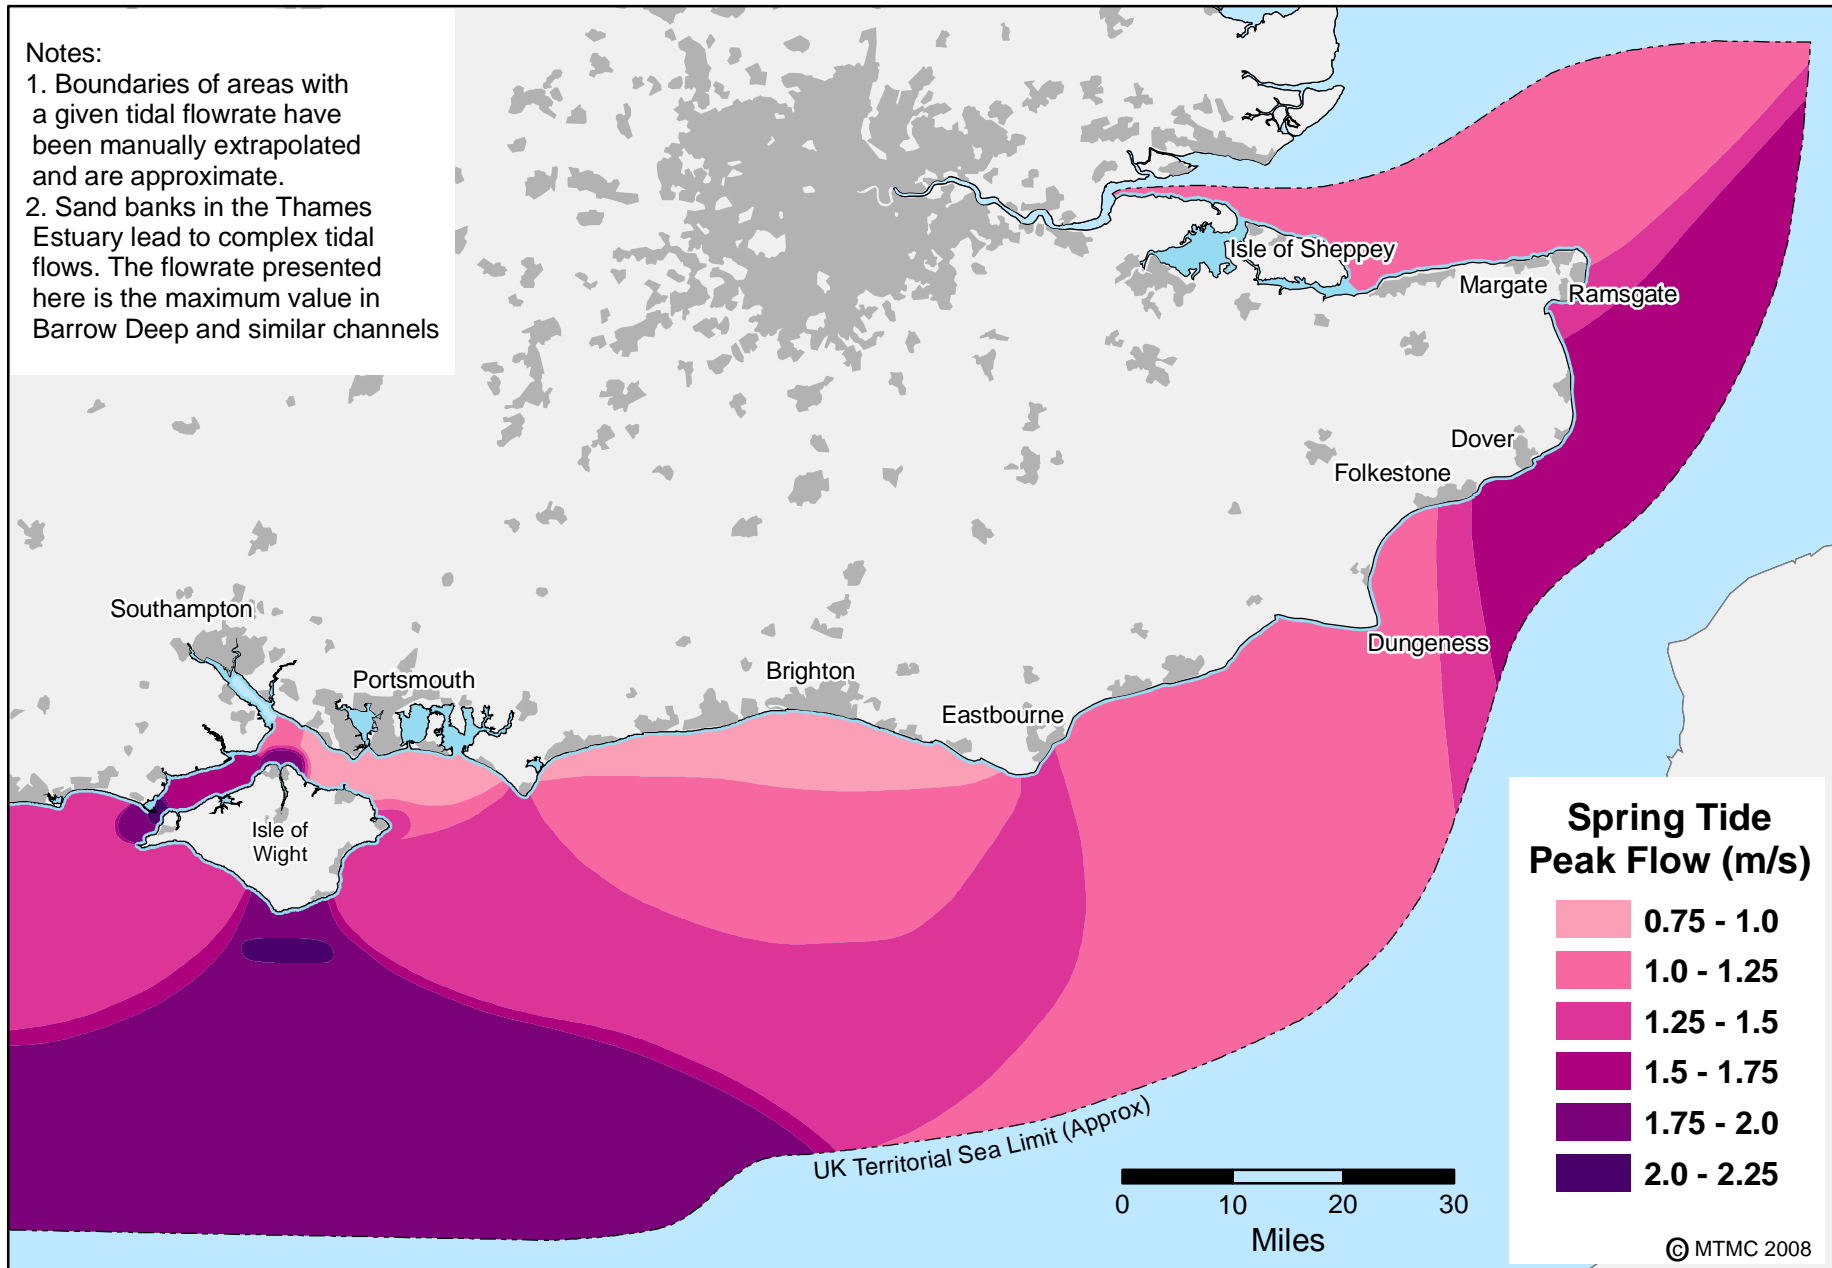 Notes:
1. Boundaries of areas with
a given tidal flowrate have
been manually extrapolated
and are approximate.
2. Sand banks in the Thames
Estuary lead to complex tidal
flows. The flowrate presented
here is the maximum value in
Barrow Deep and similar channels
Isle of Sheppey
Margate
Ramsgate
Dover
Folkestone
Dungeness
Southampton
Portsmouth
Brighton
Eastbourne
Isle of
Wight
UK Territorial Sea Limit (Approx)
0 10 20 30
Miles
Spring Tide
Peak Flow (m/s)
0.75 - 1.0
1.0 - 1.25
1.25 - 1.5
1.5 - 1.75
1.75 - 2.0
2.0 - 2.25
© MTMC 2008